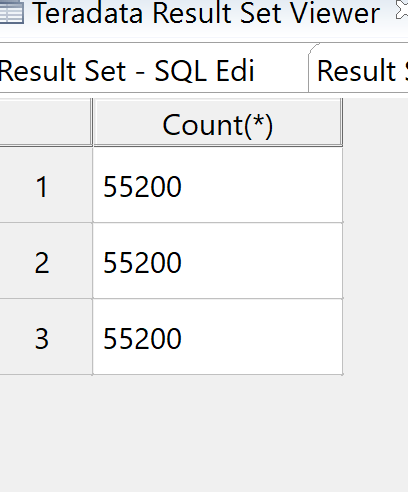 Teradata Result Set Viewer
Result Set - SQL Edi
Result
Count(*)
1 55200
2 55200
3 55200